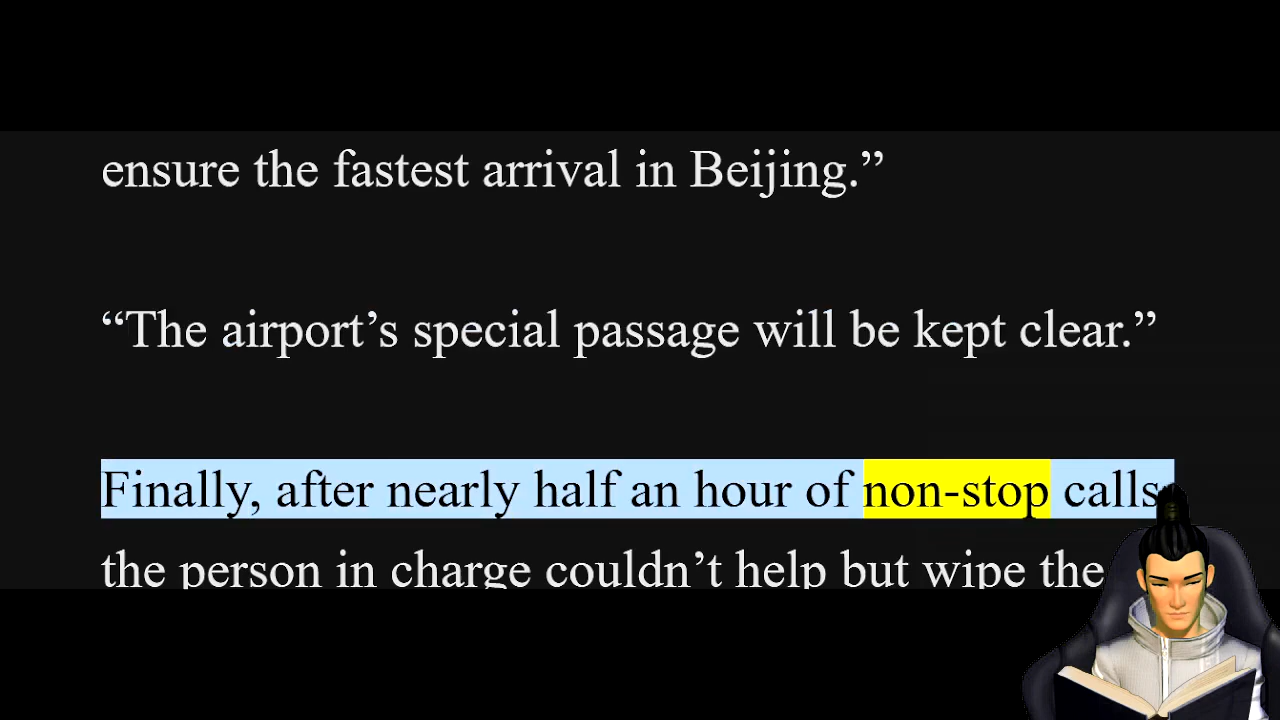 ensure the fastest arrival in Beijing.”
“The airport’s special passage will be kept clear.”
Finally, after nearly half an hour of non-stop calls,
the person in charge couldn’t help but wipe the